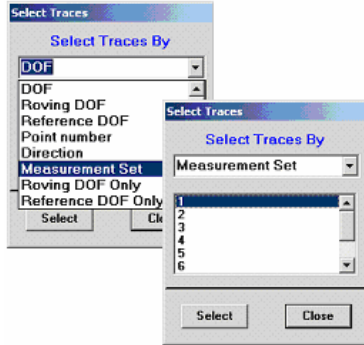 Select Traces
Select Traces By
DOF
DOF
Roving DOF
Reference DOF
Point number
Direction
Measurement Set
Roving DOF Only
Reference DOF Only
Select
Select Traces
Select Traces By
Measurement Set
1
2
3
4
5
6
Select
Close